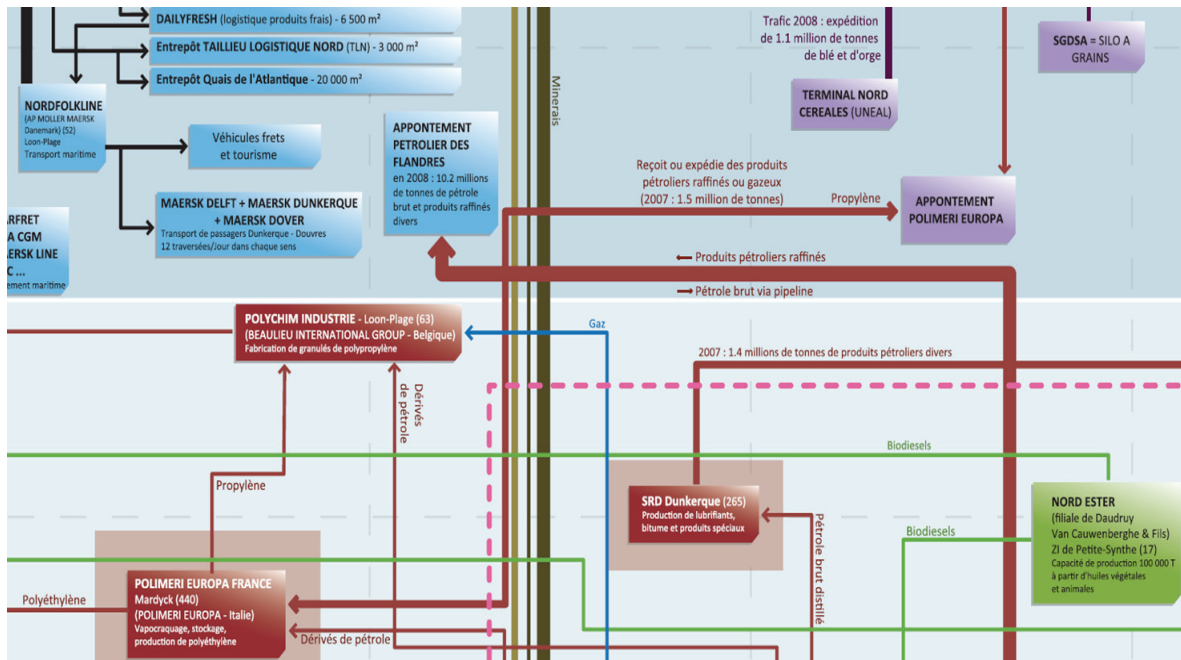 DAILYFRESH (logistique produits frais) - 6 500 m²
Entrepôt TAILLIEU LOGISTIQUE NORD (TLN) - 3 000 m²
Entrepôt Quais de l'Atlantique - 20 000 m²
NORDFOLKLINE
(AP MOLLER MAERSK
Danemark) (52)
Loon-Plage
Transport maritime
Véhicules frets
et tourisme
MAERSK DELFT + MAERSK DUNKERQUE
+ MAERSK DOVER
Transport de passagers Dunkerque - Douvres
12 traversées/Jour dans chaque sens
ARFRET
A CGM
AERSK LINE
C ...
ement maritime
APPONTEMENT
PETROLIER DES
FLANDRES
en 2008 : 10.2 millions
de tonnes de pétrole
brut et produits raffinés
divers
Minerais
Trafic 2008 : expédition
de 1.1 million de tonnes
de blé et d'orge
TERMINAL NORD
CEREALES (UNEAL)
SGDSA = SILO A
GRAINS
Reçoit ou expédie des produits
pétroliers raffinés ou gazeux
(2007 : 1.5 million de tonnes)
Propylène
APPONTEMENT
POLIMERI EUROPA
Produits pétroliers raffinés
Pétrole brut via pipeline
POLYCHIM INDUSTRIE - Loon-Plage (63)
(BEAULIEU INTERNATIONAL GROUP - Belgique)
Fabrication de granulés de polypropylène
Gaz
2007 : 1.4 millions de tonnes de produits pétroliers divers
Dérivés
de pétrole
Biodiesels
Propylène
SRD Dunkerque (265)
Production de lubrifiants,
bitume et produits spéciaux
Pétrole brut distillé
Biodiesels
NORD ESTER
(filiale de Daudruy
Van Cauwenberghe & Fils)
ZI de Petite-Synthe (17)
Capacité de production 100 000 T
à partir d'huiles végétales
et animales
Polyéthylène
POLIMERI EUROPA FRANCE
Mardyck (440)
(POLIMERI EUROPA - Italie)
Vapocraquage, stockage,
production de polyéthylène
Dérivés de pétrole